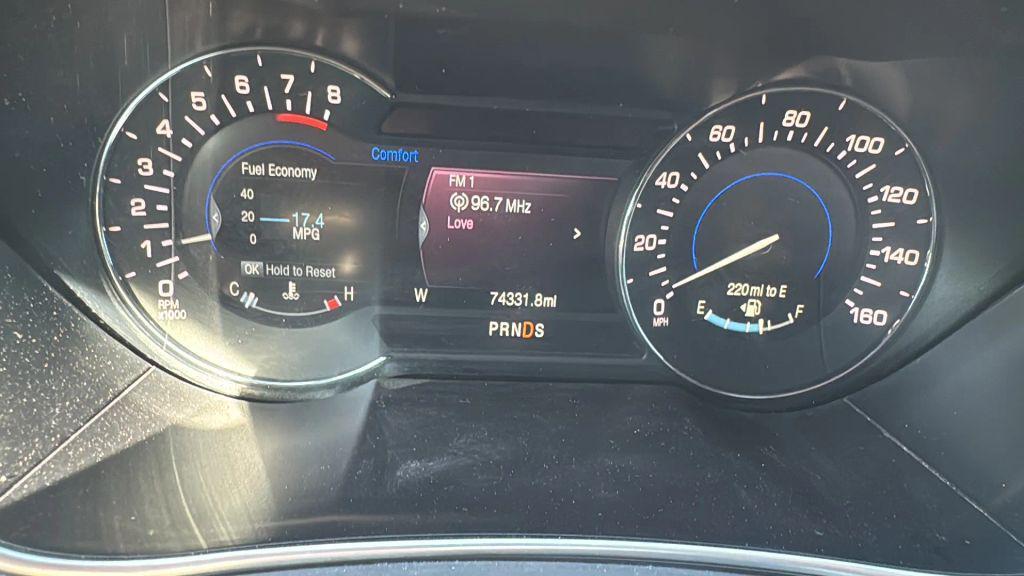 0
1
2
3
4
5
6
7
8
RPM
x1000
Fuel Economy
40
20
0
17.4
MPG
OK Hold to Reset
C H
Comfort
FM 1
96.7 MHz
Love
>
W 74331.8mi
PRNDS
0
20
40
60
80
100
120
140
160
MPH
220 mi to E
E F